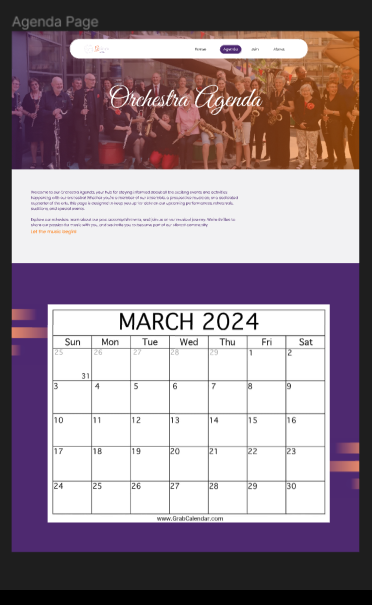 Agenda Page
Home Agenda Join About
Orchestra Agenda
Welcome to our Orchestra agenda, your hub for staying informed about all the exciting events and activities
happening with our orchestra! Whether you're a member of our ensemble, a prospective musician, or a dedicated
supporter of the arts, this page is designed to keep you up-to-date on our upcoming performances, rehearsals,
auditions, and special events.
Explore our schedule, learn about our past accomplishments, and join us on our musical journey. We're thrilled to
share our passion for music with you, and we invite you to become part of our vibrant community.
Let the music begin!
MARCH 2024
Sun Mon Tue Wed Thu Fri Sat
25 26 27 28 29 1 2
31
3 4 5 6 7 8 9
10 11 12 13 14 15 16
17 18 19 20 21 22 23
24 25 26 27 28 29 30
www.GrabCalendar.com